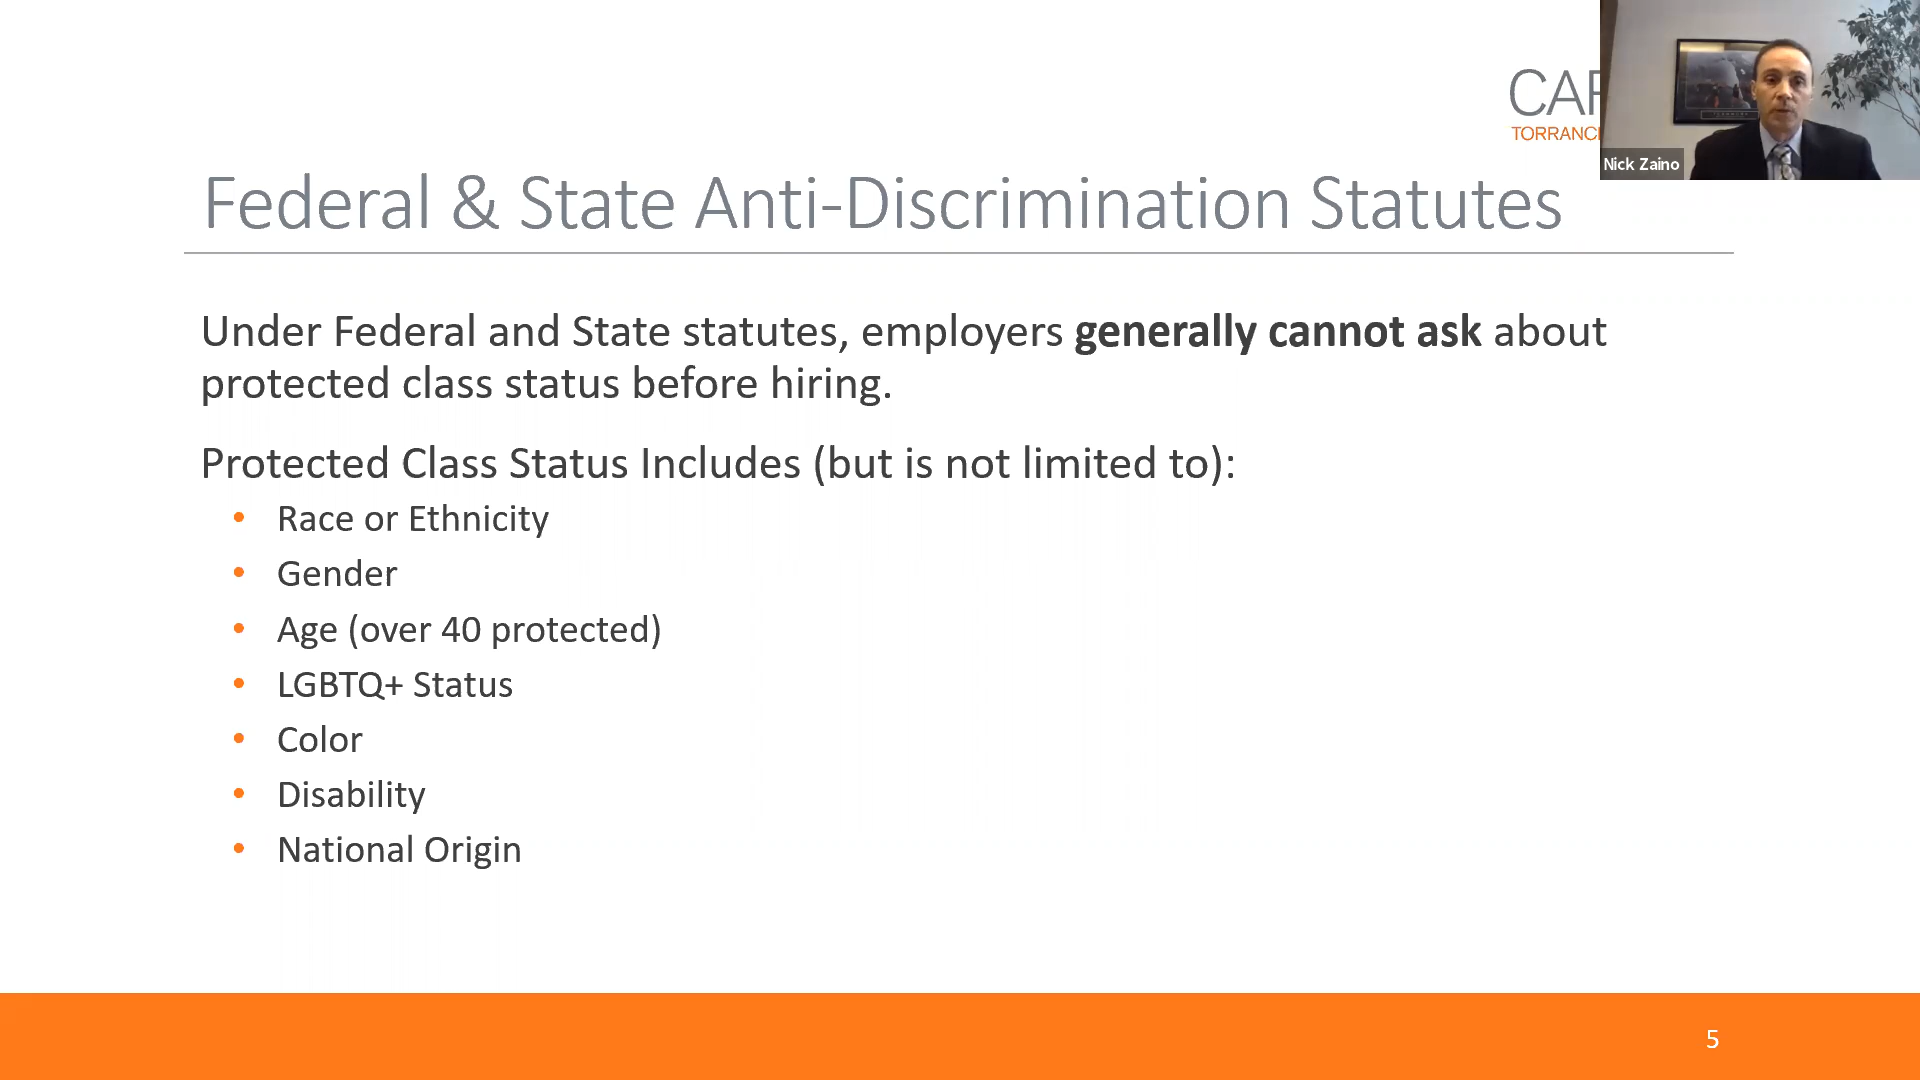 Nick Zaino
Federal & State Anti-Discrimination Statutes
Under Federal and State statutes, employers generally cannot ask about
protected class status before hiring.
Protected Class Status Includes (but is not limited to):
• Race or Ethnicity
• Gender
• Age (over 40 protected)
• LGBTQ+ Status
• Color
• Disability
• National Origin
5